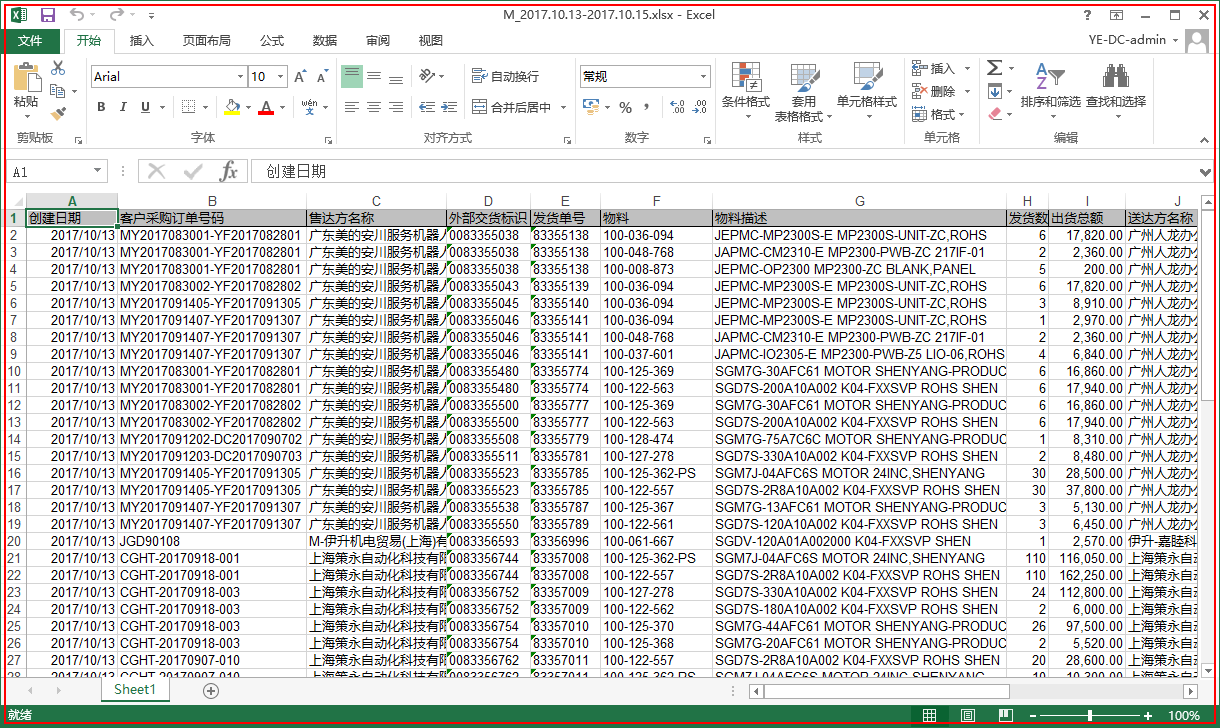 M_2017.10.13-2017.10.15.xlsx - Excel
文件 开始 插入 页面布局 公式 数据 审阅 视图 YE-DC-admin
粘贴 Arial 10 自动换行 常规 条件格式 套用 表格格式 单元格样式 插入 排序和筛选 查找和选择
B I U wén 文 合并后居中 % 删除
格式
剪贴板 字体 对齐方式 数字 样式 单元格 编辑
A1 fx 创建日期
A B C D E F G H I J
1 创建日期 客户采购订单号码 售达方名称 外部交货标识 发货单号 物料 物料描述 发货数 出货总额 送达方名称
2 2017/10/13 MY2017083001-YF2017082801 广东美的安川服务机器人 0083355038 83355138 100-036-094 JEPMC-MP2300S-E MP2300S-UNIT-ZC,ROHS 6 17,820.00 广州人龙办公
3 2017/10/13 MY2017083001-YF2017082801 广东美的安川服务机器人 0083355038 83355138 100-048-768 JAPMC-CM2310-E MP2300-PWB-ZC 217IF-01 2 2,360.00 广州人龙办公
4 2017/10/13 MY2017083001-YF2017082801 广东美的安川服务机器人 0083355038 83355138 100-008-873 JEPMC-OP2300 MP2300-ZC BLANK,PANEL 5 200.00 广州人龙办公
5 2017/10/13 MY2017083002-YF2017082802 广东美的安川服务机器人 0083355043 83355139 100-036-094 JEPMC-MP2300S-E MP2300S-UNIT-ZC,ROHS 6 17,820.00 广州人龙办公
6 2017/10/13 MY2017091405-YF2017091305 广东美的安川服务机器人 0083355045 83355140 100-036-094 JEPMC-MP2300S-E MP2300S-UNIT-ZC,ROHS 3 8,910.00 广州人龙办公
7 2017/10/13 MY2017091407-YF2017091307 广东美的安川服务机器人 0083355046 83355141 100-036-094 JEPMC-MP2300S-E MP2300S-UNIT-ZC,ROHS 1 2,970.00 广州人龙办公
8 2017/10/13 MY2017091407-YF2017091307 广东美的安川服务机器人 0083355046 83355141 100-048-768 JAPMC-CM2310-E MP2300-PWB-ZC 217IF-01 2 2,360.00 广州人龙办公
9 2017/10/13 MY2017091407-YF2017091307 广东美的安川服务机器人 0083355046 83355141 100-037-601 JAPMC-IO2305-E MP2300-PWB-Z5 LIO-06,ROHS 4 6,840.00 广州人龙办公
10 2017/10/13 MY2017083001-YF2017082801 广东美的安川服务机器人 0083355480 83355774 100-125-369 SGM7G-30AFC61 MOTOR SHENYANG-PRODUC 6 16,860.00 广州人龙办公
11 2017/10/13 MY2017083001-YF2017082801 广东美的安川服务机器人 0083355480 83355774 100-122-563 SGD7S-200A10A002 K04-FXXSVP ROHS SHEN 6 17,940.00 广州人龙办公
12 2017/10/13 MY2017083002-YF2017082802 广东美的安川服务机器人 0083355500 83355777 100-125-369 SGM7G-30AFC61 MOTOR SHENYANG-PRODUC 6 16,860.00 广州人龙办公
13 2017/10/13 MY2017083002-YF2017082802 广东美的安川服务机器人 0083355500 83355777 100-122-563 SGD7S-200A10A002 K04-FXXSVP ROHS SHEN 6 17,940.00 广州人龙办公
14 2017/10/13 MY2017091202-DC2017090702 广东美的安川服务机器人 0083355508 83355779 100-128-474 SGM7G-75A7C6C MOTOR SHENYANG-PRODUC 1 8,310.00 广州人龙办公
15 2017/10/13 MY2017091203-DC2017090703 广东美的安川服务机器人 0083355511 83355781 100-127-278 SGD7S-330A10A002 K04-FXXSVP ROHS SHEN 2 8,480.00 广州人龙办公
16 2017/10/13 MY2017091405-YF2017091305 广东美的安川服务机器人 0083355523 83355785 100-125-362-PS SGM7J-04AFC6S MOTOR 24INC,SHENYANG 30 28,500.00 广州人龙办公
17 2017/10/13 MY2017091405-YF2017091305 广东美的安川服务机器人 0083355523 83355785 100-122-557 SGD7S-2R8A10A002 K04-FXXSVP ROHS SHEN 30 37,800.00 广州人龙办公
18 2017/10/13 MY2017091407-YF2017091307 广东美的安川服务机器人 0083355538 83355787 100-125-367 SGM7G-13AFC61 MOTOR SHENYANG-PRODUC 3 5,130.00 广州人龙办公
19 2017/10/13 MY2017091407-YF2017091307 广东美的安川服务机器人 0083355550 83355789 100-122-561 SGD7S-120A10A002 K04-FXXSVP ROHS SHEN 3 6,450.00 广州人龙办公
20 2017/10/13 JGD90108 M-伊升机电贸易(上海)有 0083356593 83356996 100-061-667 SGDV-120A01A002000 K04-FXXSVP SHEN 1 2,570.00 伊升-嘉睦科
21 2017/10/13 CGHT-20170918-001 上海策永自动化科技有限 0083356744 83357008 100-125-362-PS SGM7J-04AFC6S MOTOR 24INC,SHENYANG 110 116,050.00 上海策永自动
22 2017/10/13 CGHT-20170918-001 上海策永自动化科技有限 0083356744 83357008 100-122-557 SGD7S-2R8A10A002 K04-FXXSVP ROHS SHEN 110 162,250.00 上海策永自动
23 2017/10/13 CGHT-20170918-003 上海策永自动化科技有限 0083356752 83357009 100-127-278 SGD7S-330A10A002 K04-FXXSVP ROHS SHEN 24 112,800.00 上海策永自动
24 2017/10/13 CGHT-20170918-003 上海策永自动化科技有限 0083356752 83357009 100-122-562 SGD7S-180A10A002 K04-FXXSVP ROHS SHEN 2 6,000.00 上海策永自动
25 2017/10/13 CGHT-20170918-003 上海策永自动化科技有限 0083356754 83357010 100-125-370 SGM7G-44AFC61 MOTOR SHENYANG-PRODUC 26 97,500.00 上海策永自动
26 2017/10/13 CGHT-20170918-003 上海策永自动化科技有限 0083356754 83357010 100-125-368 SGM7G-20AFC61 MOTOR SHENYANG-PRODUC 2 5,520.00 上海策永自动
27 2017/10/13 CGHT-20170907-010 上海策永自动化科技有限 0083356762 83357011 100-122-557 SGD7S-2R8A10A002 K04-FXXSVP ROHS SHEN 20 28,600.00 上海策永自动
Sheet1
就绪 100%